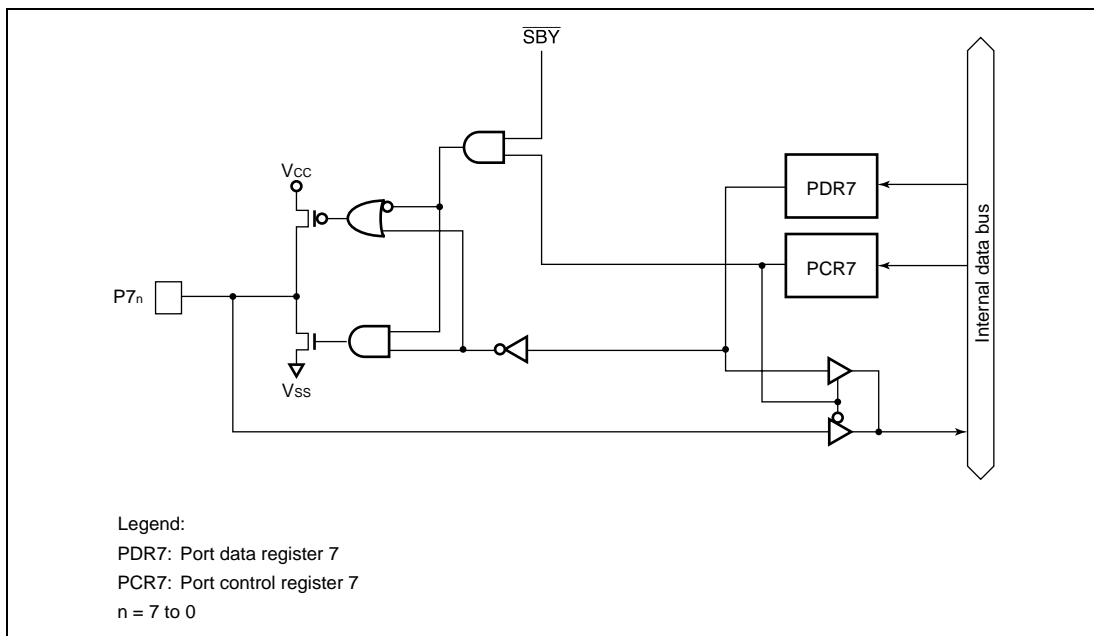 SBY
VCC
PDR7
PCR7
Internal data bus
P7n
VSS
Legend:
PDR7: Port data register 7
PCR7: Port control register 7
n = 7 to 0